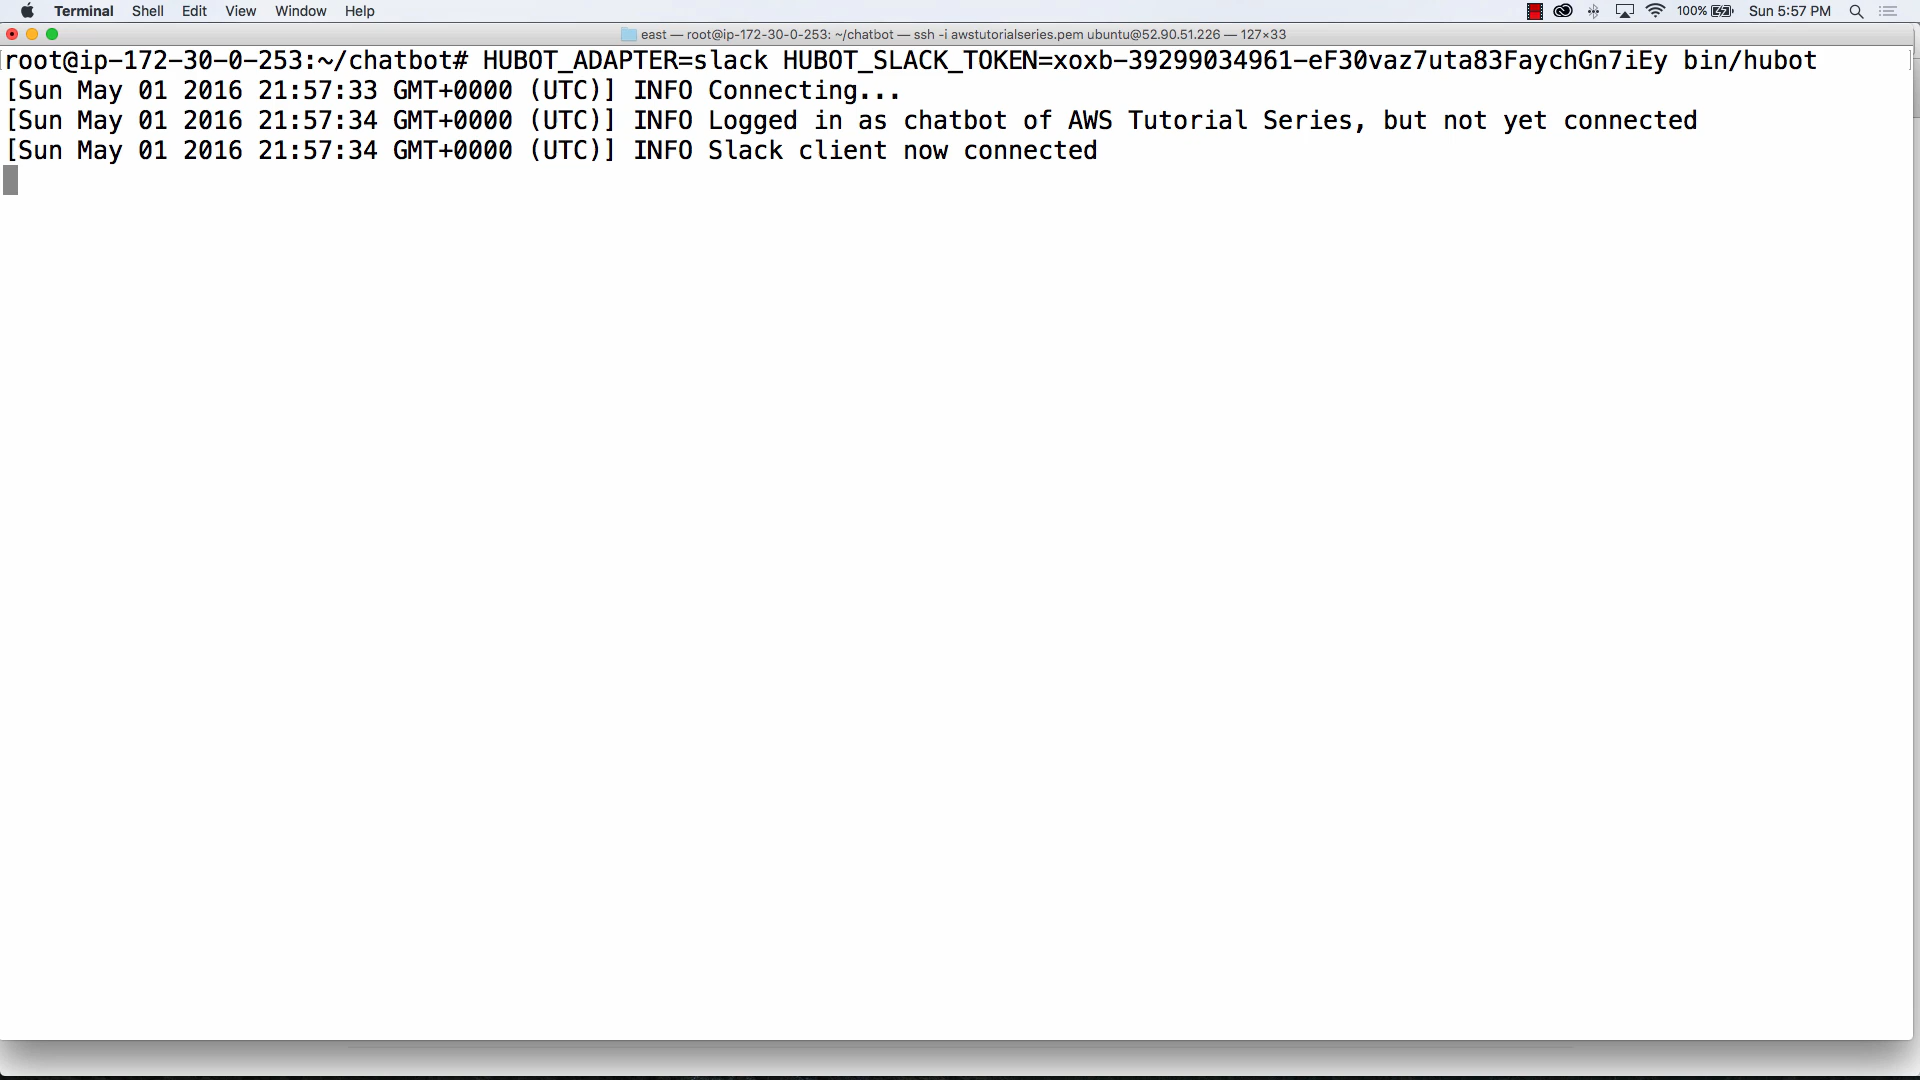 Terminal Shell Edit View Window Help 100% Sun 5:57 PM
east — root@ip-172-30-0-253: ~/chatbot — ssh -i awstutorialseries.pem ubuntu@52.90.51.226 — 127×33
root@ip-172-30-0-253:~/chatbot# HUBOT_ADAPTER=slack HUBOT_SLACK_TOKEN=xoxb-39299034961-eF30vaz7uta83FaychGn7iEy bin/hubot
[Sun May 01 2016 21:57:33 GMT+0000 (UTC)] INFO Connecting...
[Sun May 01 2016 21:57:34 GMT+0000 (UTC)] INFO Logged in as chatbot of AWS Tutorial Series, but not yet connected
[Sun May 01 2016 21:57:34 GMT+0000 (UTC)] INFO Slack client now connected